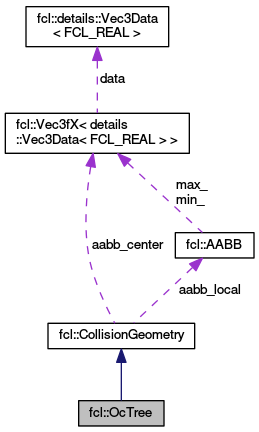 fcl::details::Vec3Data
< FCL_REAL >
data
fcl::Vec3fX< details
::Vec3Data< FCL_REAL > >
max_
min_
aabb_center
fcl::AABB
aabb_local
fcl::CollisionGeometry
fcl::OcTree